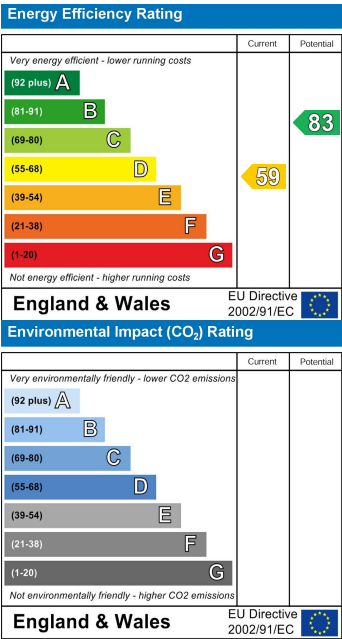 Energy Efficiency Rating
Current Potential
Very energy efficient - lower running costs
(92 plus) A
(81-91) B
(69-80) C
(55-68) D
(39-54) E
(21-38) F
(1-20) G
59
83
Not energy efficient - higher running costs
England & Wales
EU Directive
2002/91/EC
Environmental Impact (CO₂) Rating
Current Potential
Very environmentally friendly - lower CO2 emissions
(92 plus) A
(81-91) B
(69-80) C
(55-68) D
(39-54) E
(21-38) F
(1-20) G
Not environmentally friendly - higher CO2 emissions
England & Wales
EU Directive
2002/91/EC